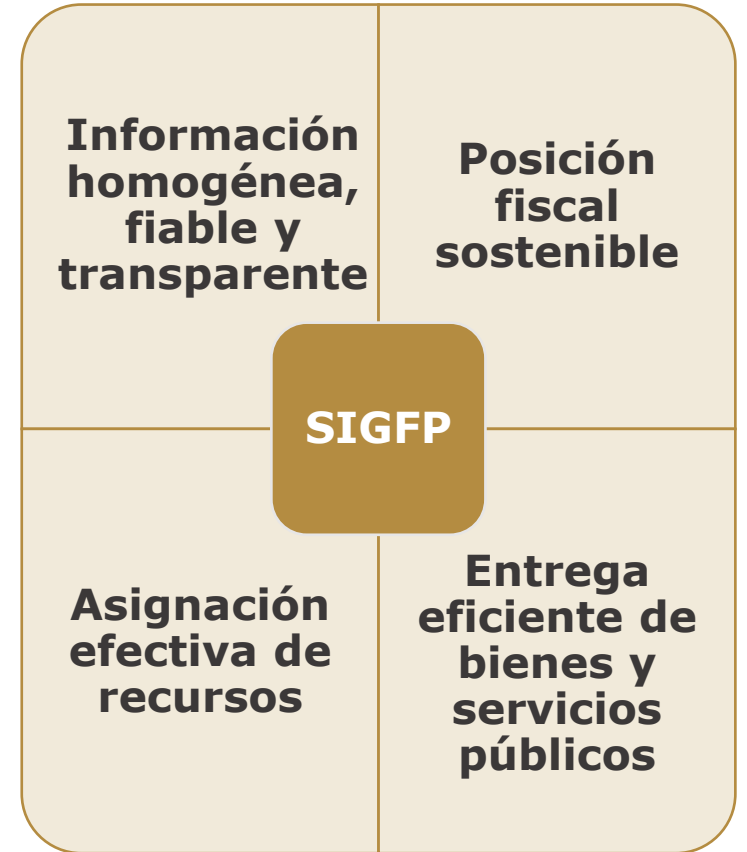 Información
homogénea,
fiable y
transparente
Posición
fiscal
sostenible
SIGFP
Asignación
efectiva de
recursos
Entrega
eficiente de
bienes y
servicios
públicos